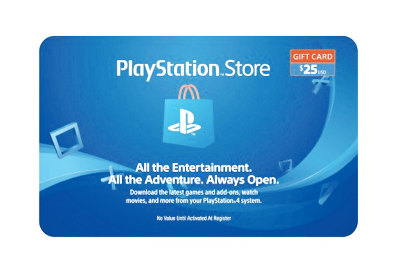 PlayStation.Store
GIFT CARD
$25 USD
All the Entertainment.
All the Adventure. Always Open.
Download the latest games and add-ons, watch
movies, and more from your PlayStation®4 system.
No Value Until Activated At Register